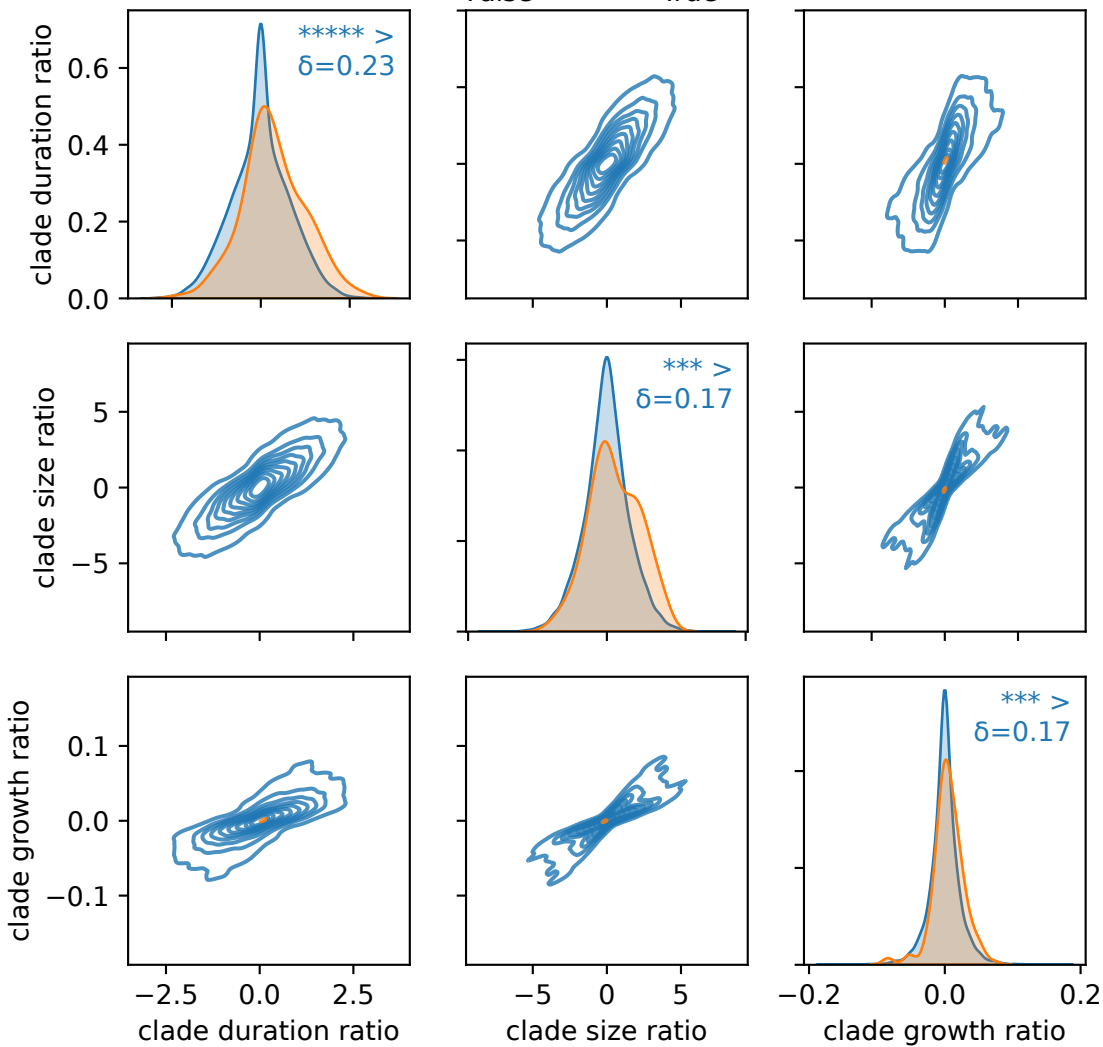 True
***** >
δ=0.23
clade duration ratio
0.6
0.4
0.2
0.0
*** >
δ=0.17
clade size ratio
5
0
−5
*** >
δ=0.17
clade growth ratio
0.1
0.0
−0.1
−2.5 0.0 2.5
−5 0 5
−0.2 0.0 0.2
clade duration ratio
clade size ratio
clade growth ratio